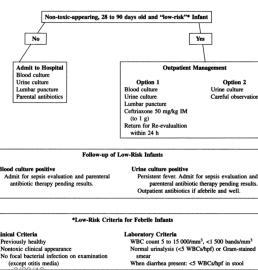 Non-toxic-appearing, 28 to 90 days old and "low-risk"* Infant
No
Yes
Admit to Hospital
Blood culture
Urine culture
Lumbar puncture
Parental antibiotics
Outpatient Management
Option 1
Blood culture
Urine culture
Lumbar puncture
Ceftriaxone 50 mg/kg IM
(to 1 g)
Return for Re-evalualtion
within 24 h
Option 2
Urine culture
Careful observation
Follow-up of Low-Risk Infants
lood culture positive
Admit for sepsis evaluation and parental
antibiotic therapy pending results.
Urine culture positive
Persistent fever. Admit for sepsis evaluation and
parenteral antibiotic therapy pending results.
Outpatient antibiotics if afebrile and well.
*Low-Risk Criteria for Febrile Infants
inical Criteria
Previously healthy
Nontoxic clinical appearance
No focal bacterial infection on examination
(except otitis media)
Laboratory Criteria
WBC count 5 to 15 000/mm³, <1 500 bands/mm³
Normal urinalysis (<5 WBCs/hpf) or Gram-stained
smear
When diarrhea present: <5 WBCs/hpf in stool